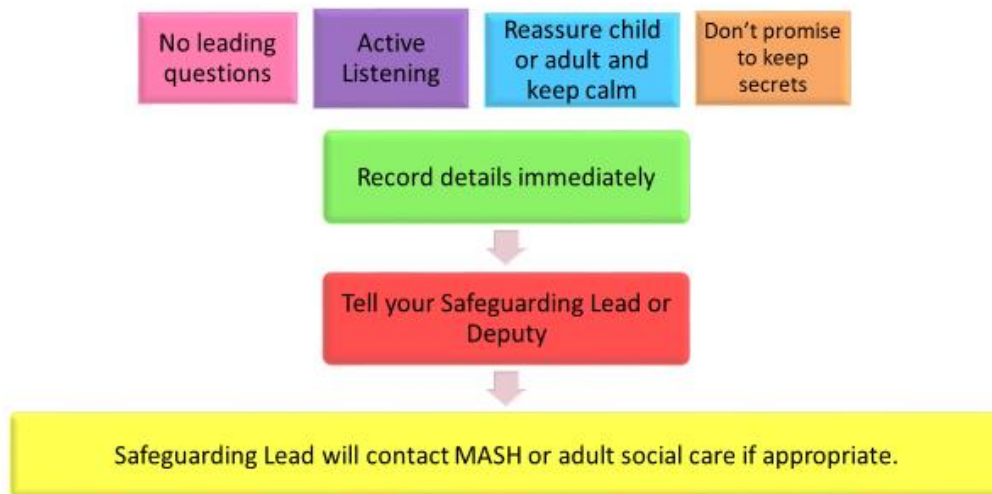 No leading
questions
Active
Listening
Reassure child
or adult and
keep calm
Don't promise
to keep
secrets
Record details immediately
Tell your Safeguarding Lead or
Deputy
Safeguarding Lead will contact MASH or adult social care if appropriate.